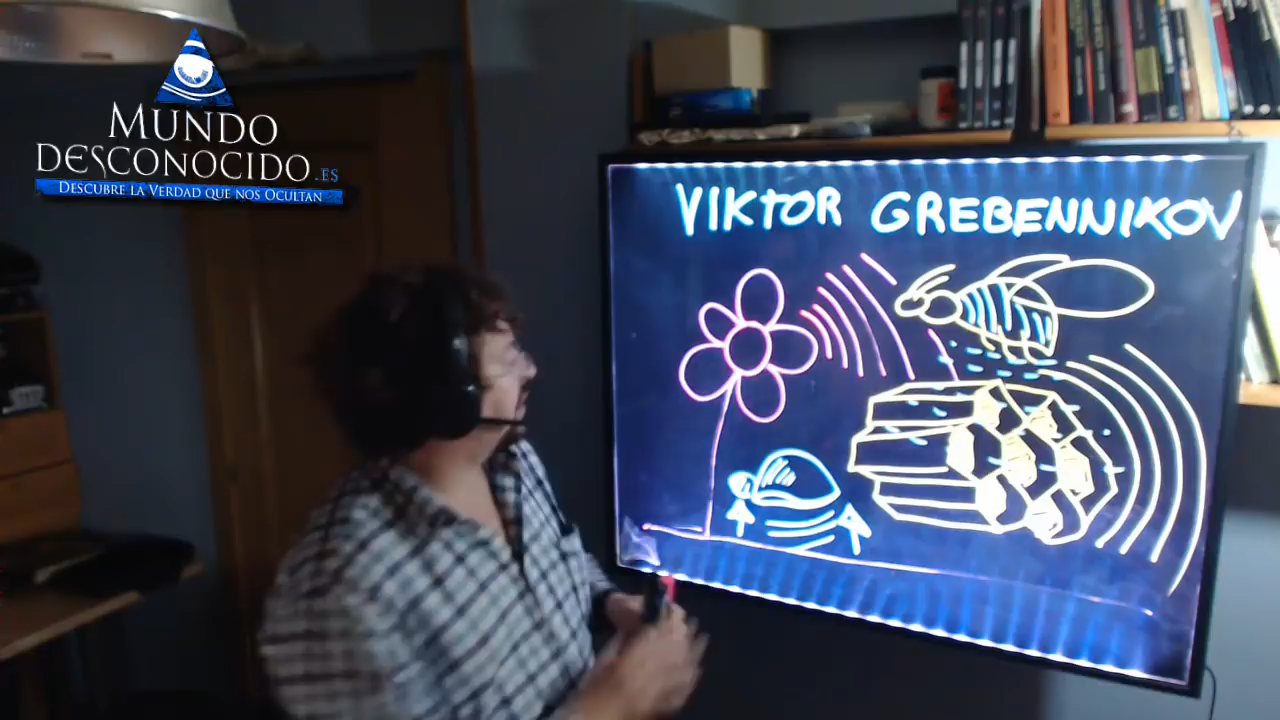 MUNDO
DESCONOCIDO.ES
DESCUBRE LA VERDAD QUE NOS OCULTAN
VIKTOR GREBENNIKOV